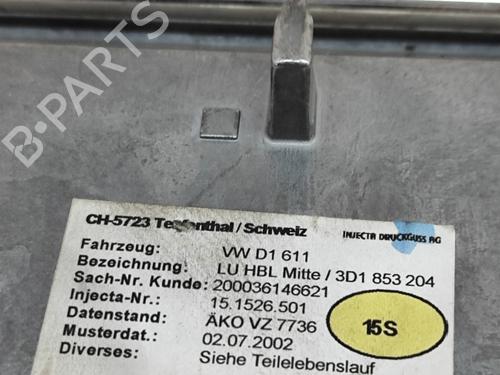 B-PARTS
CH-5723 Teufenthal / Schweiz INJECTA DRUCKGUSS AG
Fahrzeug: VW D1 611
Bezeichnung: LU HBL Mitte / 3D1 853 204
Sach-Nr. Kunde: 200036146621
Injecta-Nr.: 15.1526.501
Datenstand: ÄKO VZ 7736
Musterdat.: 02.07.2002
Diverses: Siehe Teilelebenslauf
15S